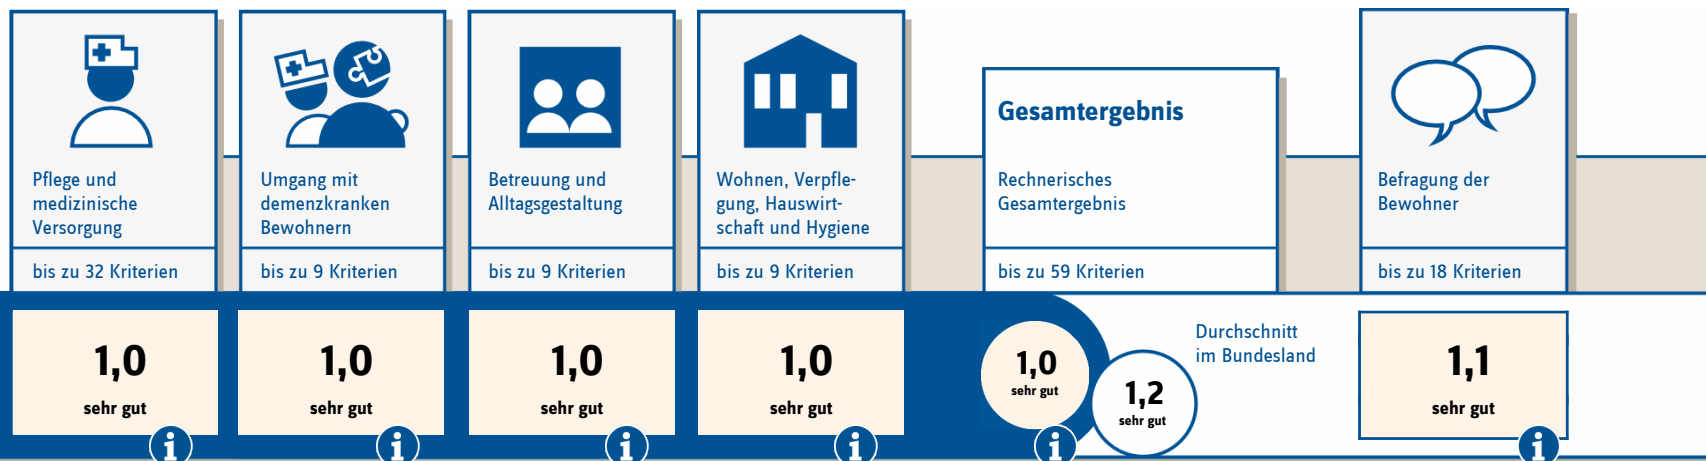 Pflege und
medizinische
Versorgung
bis zu 32 Kriterien
1,0
sehr gut
Umgang mit
demenzkranken
Bewohnern
bis zu 9 Kriterien
1,0
sehr gut
Betreuung und
Alltagsgestaltung
bis zu 9 Kriterien
1,0
sehr gut
Wohnen, Verpfle-
gung, Hauswirt-
schaft und Hygiene
bis zu 9 Kriterien
1,0
sehr gut
Gesamtergebnis
Rechnerisches
Gesamtergebnis
bis zu 59 Kriterien
1,0
sehr gut
Durchschnitt
im Bundesland
1,2
sehr gut
Befragung der
Bewohner
bis zu 18 Kriterien
1,1
sehr gut